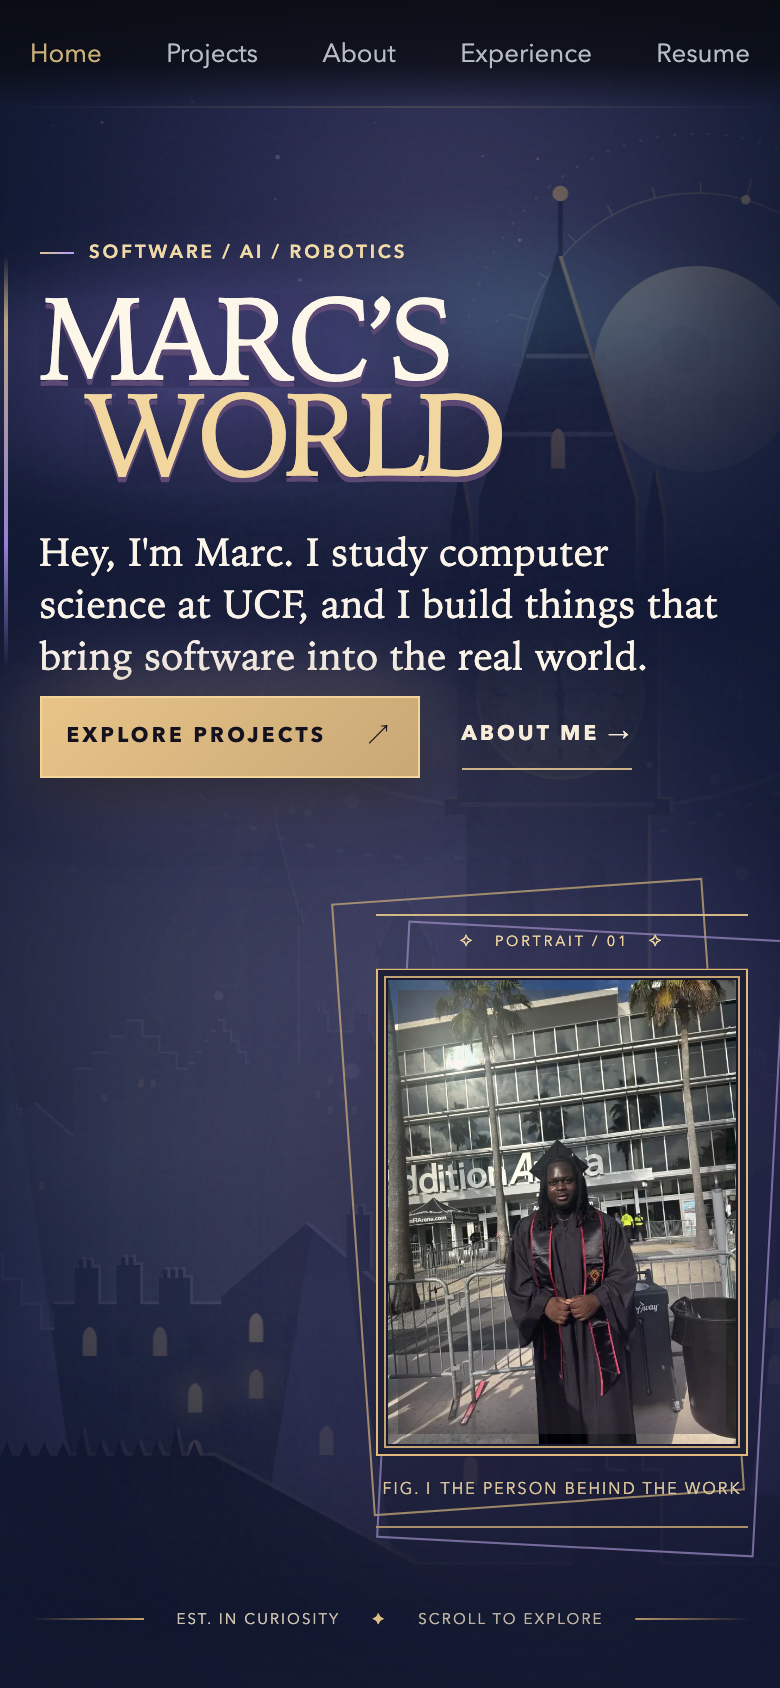 Home Projects About Experience Resume
SOFTWARE / AI / ROBOTICS
MARC’S
WORLD
Hey, I'm Marc. I study computer
science at UCF, and I build things that
bring software into the real world.
EXPLORE PROJECTS ↗
ABOUT ME →
✧ PORTRAIT / 01 ✧
FIG. I THE PERSON BEHIND THE WORK
EST. IN CURIOSITY ✦ SCROLL TO EXPLORE